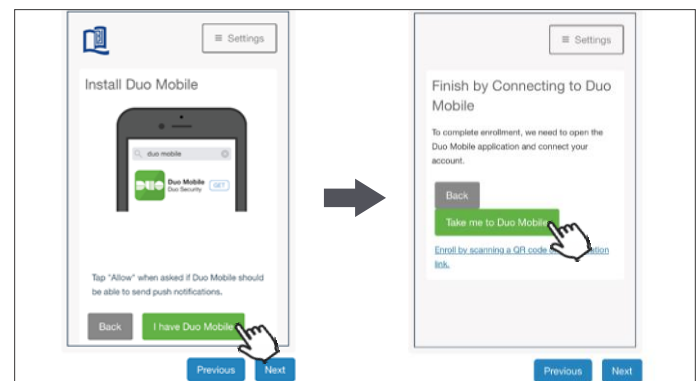 ≡ Settings
Install Duo Mobile
duo mobile
Duo Mobile
Duo Security
GET
DUO
Tap "Allow" when asked if Duo Mobile should
be able to send push notifications.
Back
I have Duo Mobile
Previous
Next
≡ Settings
Finish by Connecting to Duo
Mobile
To complete enrollment, we need to open the
Duo Mobile application and connect your
account.
Back
Take me to Duo Mobile
Enroll by scanning a QR code
link.
Previous
Next